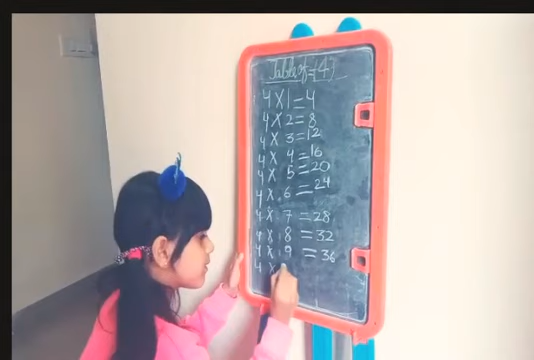 Table of = (4)
4 X 1 = 4
4 X 2 = 8
4 X 3 = 12
4 X 4 = 16
4 X 5 = 20
4 X 6 = 24
4 X 7 = 28
4 X 8 = 32
4 X 9 = 36
4 X